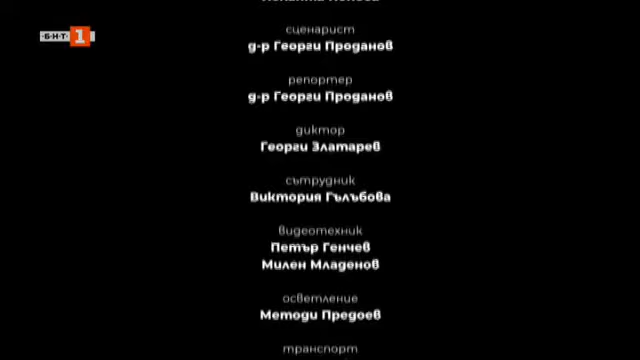 сценарист
БНТ 1
д-р Георги Проданов
репортер
д-р Георги Проданов
диктор
Георги Златарев
сътрудник
Виктория Гълъбова
видеотехник
Петър Генчев
Милен Младенов
осветление
Методи Предоев
транспорт